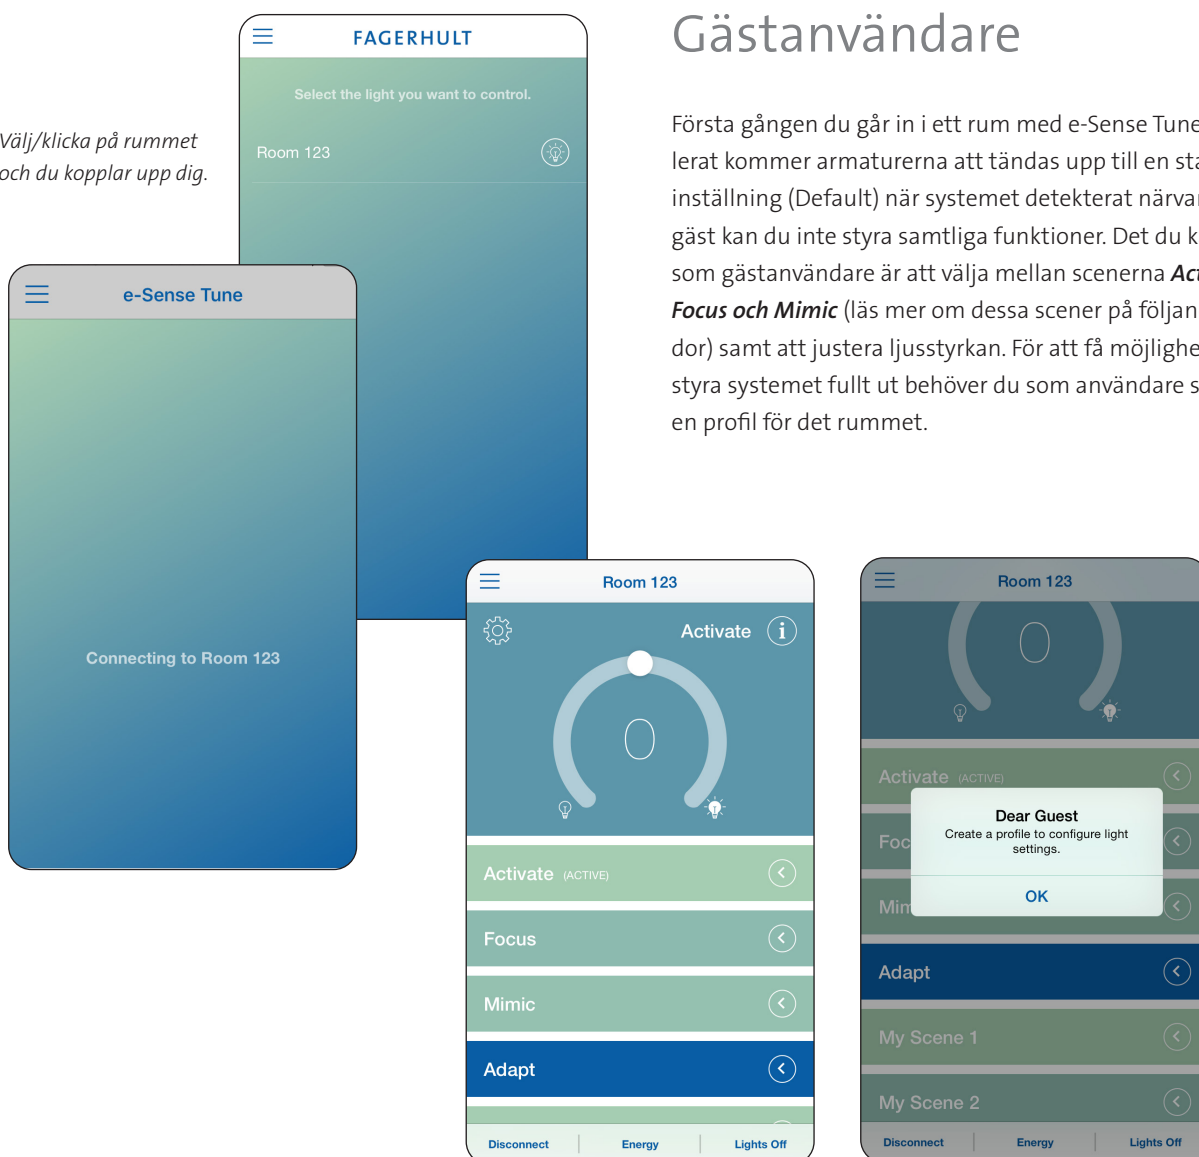 Gästanvändare
Första gången du går in i ett rum med e-Sense Tune
lerat kommer armaturerna att tändas upp till en sta
inställning (Default) när systemet detekterat närvar
gäst kan du inte styra samtliga funktioner. Det du k
som gästanvändare är att välja mellan scenerna Act
Focus och Mimic (läs mer om dessa scener på följan
dor) samt att justera ljusstyrkan. För att få möjlighe
styra systemet fullt ut behöver du som användare s
en profil för det rummet.
Välj/klicka på rummet
och du kopplar upp dig.
FAGERHULT
Select the light you want to control.
Room 123
e-Sense Tune
Connecting to Room 123
Room 123
Activate i
0
Activate (ACTIVE)
Focus
Mimic
Adapt
Disconnect Energy Lights Off
Room 123
0
Activate (ACTIVE)
Foc
Mim
Dear Guest
Create a profile to configure light
settings.
OK
Adapt
My Scene 1
My Scene 2
Disconnect Energy Lights Off